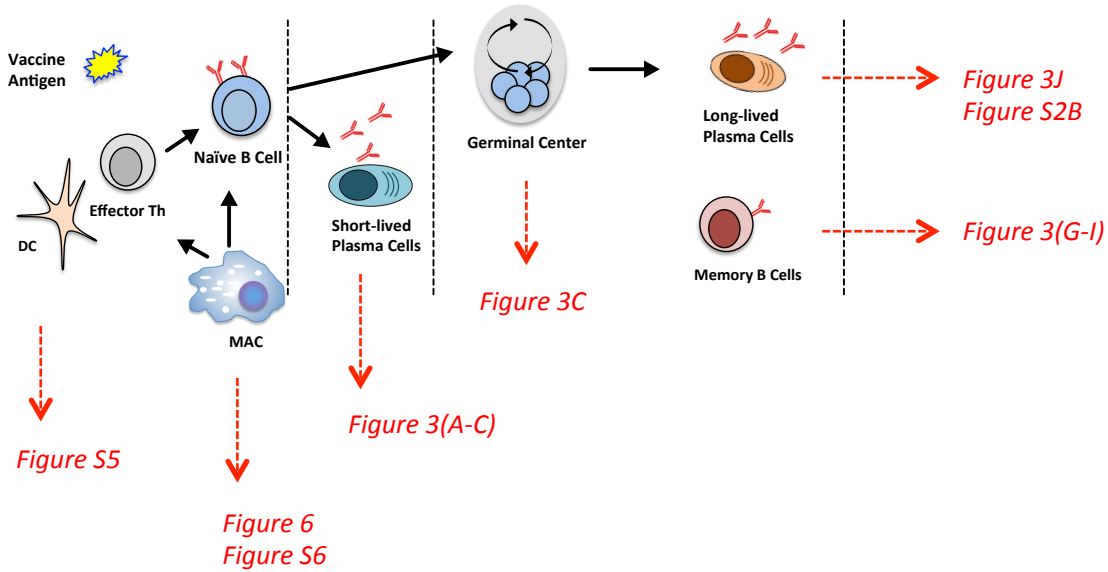 Vaccine
Antigen
Naïve B Cell
Effector Th
DC
MAC
Short-lived
Plasma Cells
Germinal Center
Long-lived
Plasma Cells
Memory B Cells
Figure 3J
Figure S2B
Figure 3(G-I)
Figure 3C
Figure 3(A-C)
Figure S5
Figure 6
Figure S6